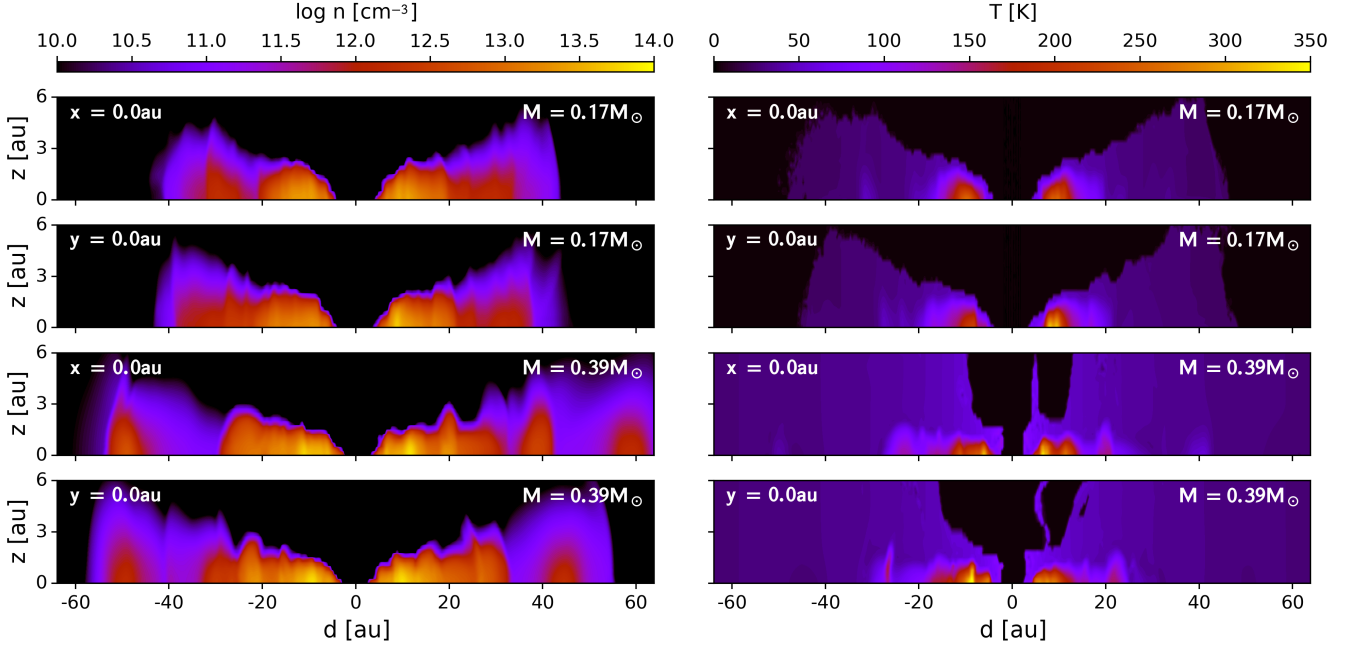 log n [cm⁻³]
10.0 10.5 11.0 11.5 12.0 12.5 13.0 13.5 14.0
T [K]
0 50 100 150 200 250 300 350
z [au]
6
3
0
x = 0.0au M = 0.17M⊙
x = 0.0au M = 0.17M⊙
z [au]
6
3
0
y = 0.0au M = 0.17M⊙
y = 0.0au M = 0.17M⊙
z [au]
6
3
0
x = 0.0au M = 0.39M⊙
x = 0.0au M = 0.39M⊙
z [au]
6
3
0
y = 0.0au M = 0.39M⊙
y = 0.0au M = 0.39M⊙
-60 -40 -20 0 20 40 60
d [au]
-60 -40 -20 0 20 40 60
d [au]